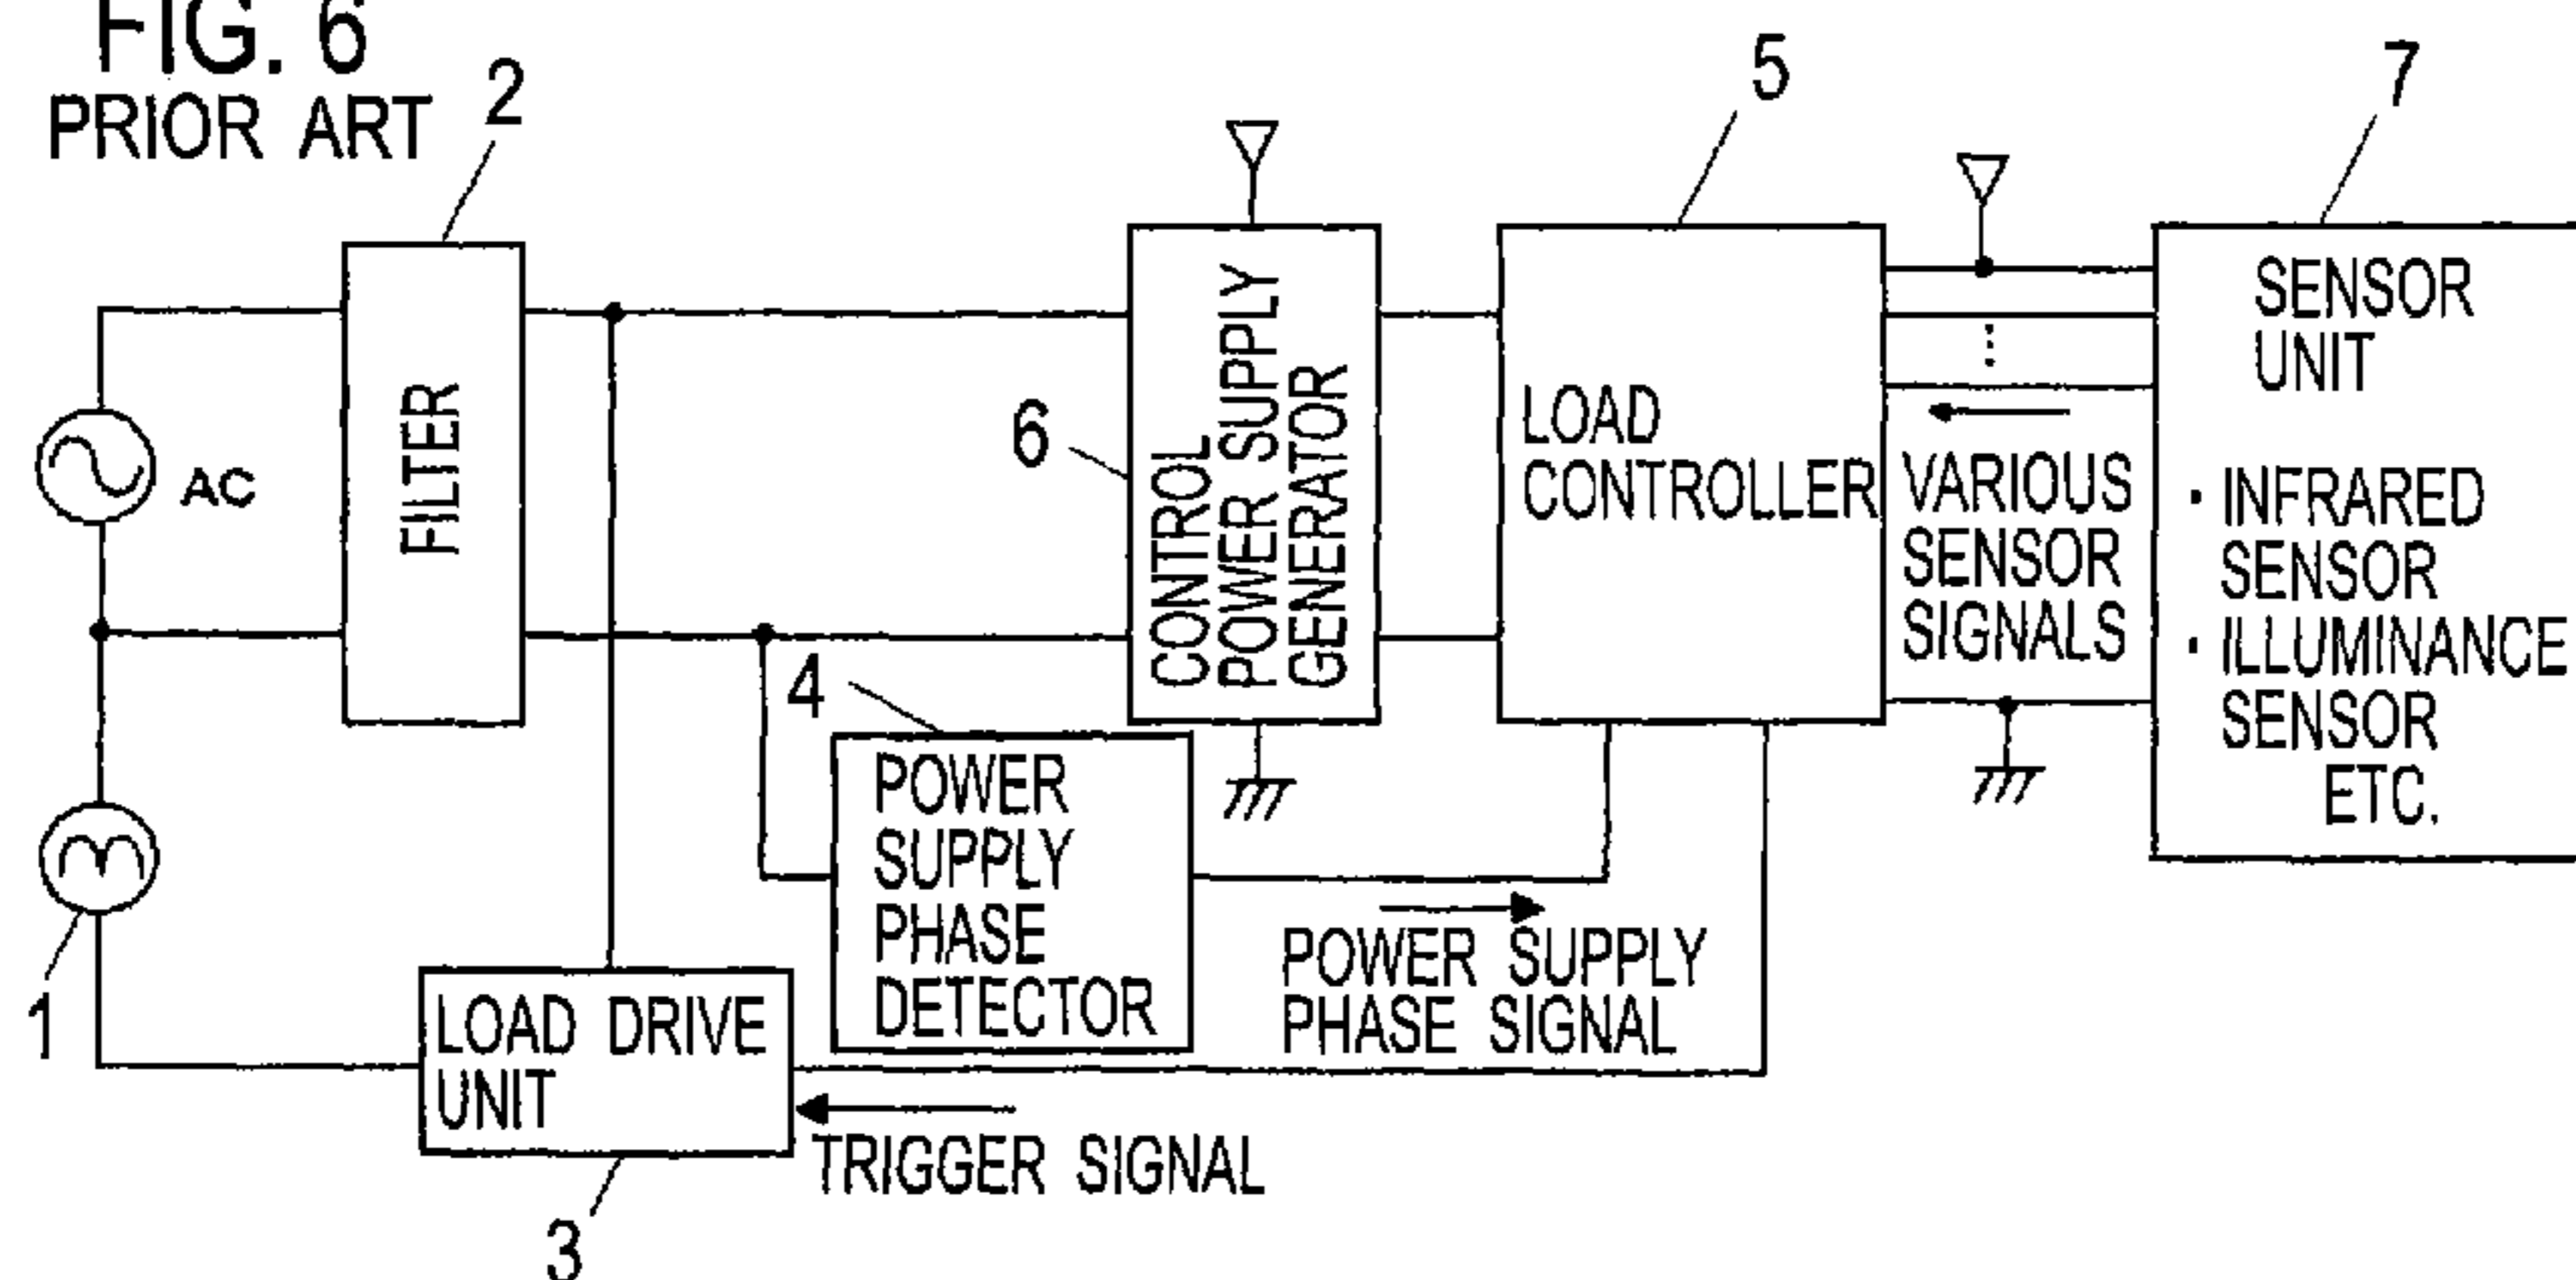 FIG. 6
PRIOR ART
2
5
7
AC
FILTER
6
CONTROL
POWER SUPPLY
GENERATOR
LOAD
CONTROLLER
VARIOUS
SENSOR
SIGNALS
SENSOR
UNIT
· INFRARED
SENSOR
· ILLUMINANCE
SENSOR
ETC.
4
POWER
SUPPLY
PHASE
DETECTOR
POWER SUPPLY
PHASE SIGNAL
1
LOAD DRIVE
UNIT
TRIGGER SIGNAL
3